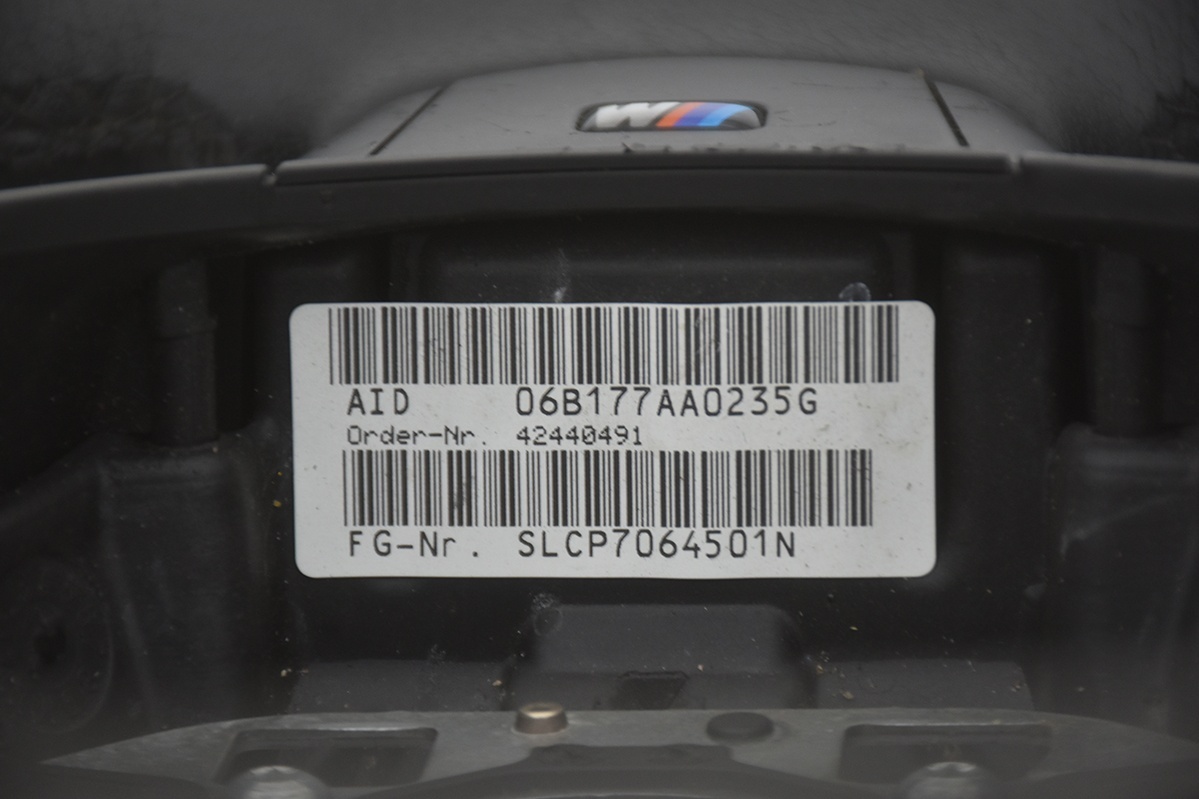 M
AID 06B177AA0235G
Order-Nr. 42440491
FG-Nr. SLCP7064501N